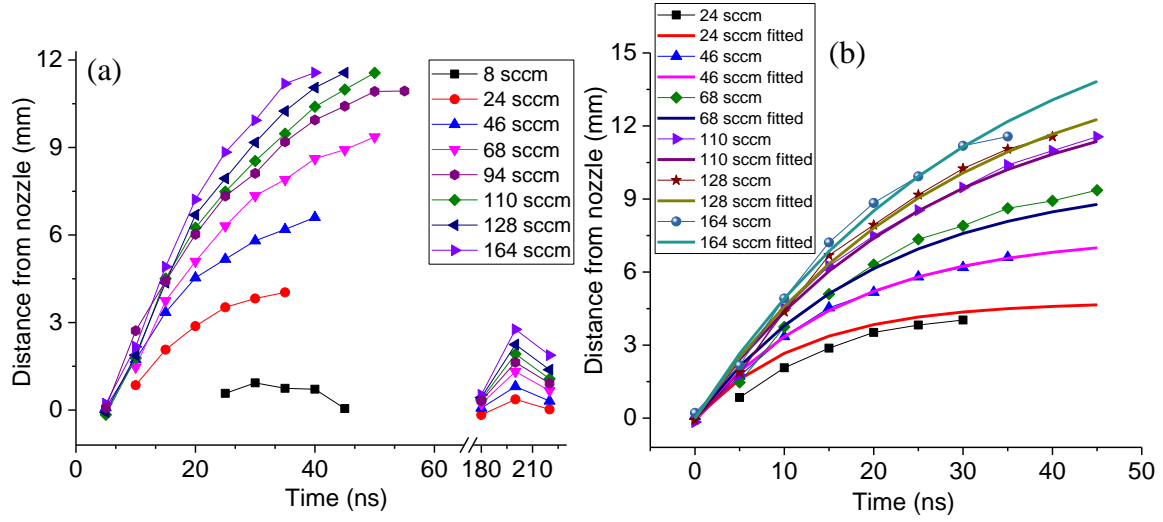 (a)
Distance from nozzle (mm)
12
9
6
3
0
0
20
40
60
180
210
Time (ns)
8 sccm
24 sccm
46 sccm
68 sccm
94 sccm
110 sccm
128 sccm
164 sccm
(b)
Distance from nozzle (mm)
15
12
9
6
3
0
0
10
20
30
40
50
Time (ns)
24 sccm
24 sccm fitted
46 sccm
46 sccm fitted
68 sccm
68 sccm fitted
110 sccm
110 sccm fitted
128 sccm
128 sccm fitted
164 sccm
164 sccm fitted